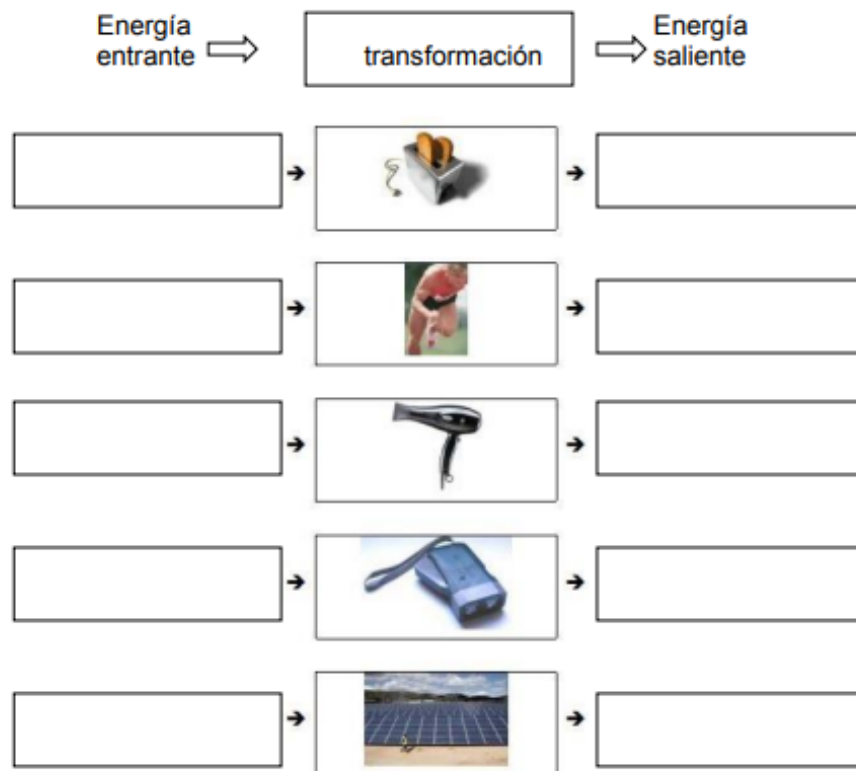 Energía
entrante
transformación
Energía
saliente